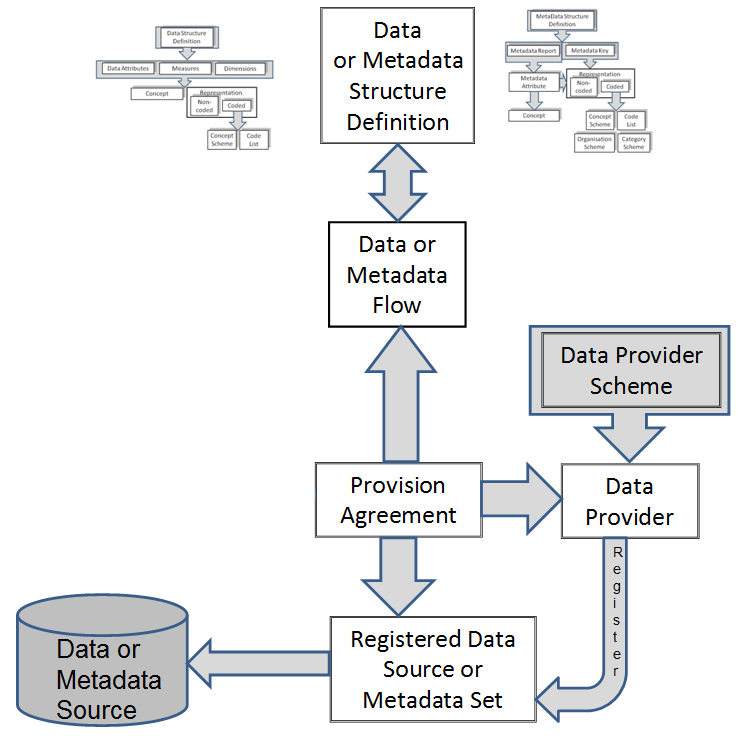 Data Structure
Definition
Data Attributes
Measures
Dimensions
Concept
Representation
Non-
coded
Coded
Concept
Scheme
Code
List
Data
or Metadata
Structure
Definition
MetaData Structure
Definition
Metadata Report
Metadata Key
Metadata
Attribute
Representation
Non-
coded
Coded
Concept
Concept
Scheme
Code
List
Organisation
Scheme
Category
Scheme
Data or
Metadata
Flow
Data Provider
Scheme
Provision
Agreement
Data
Provider
Register
Registered Data
Source or
Metadata Set
Data or
Metadata
Source